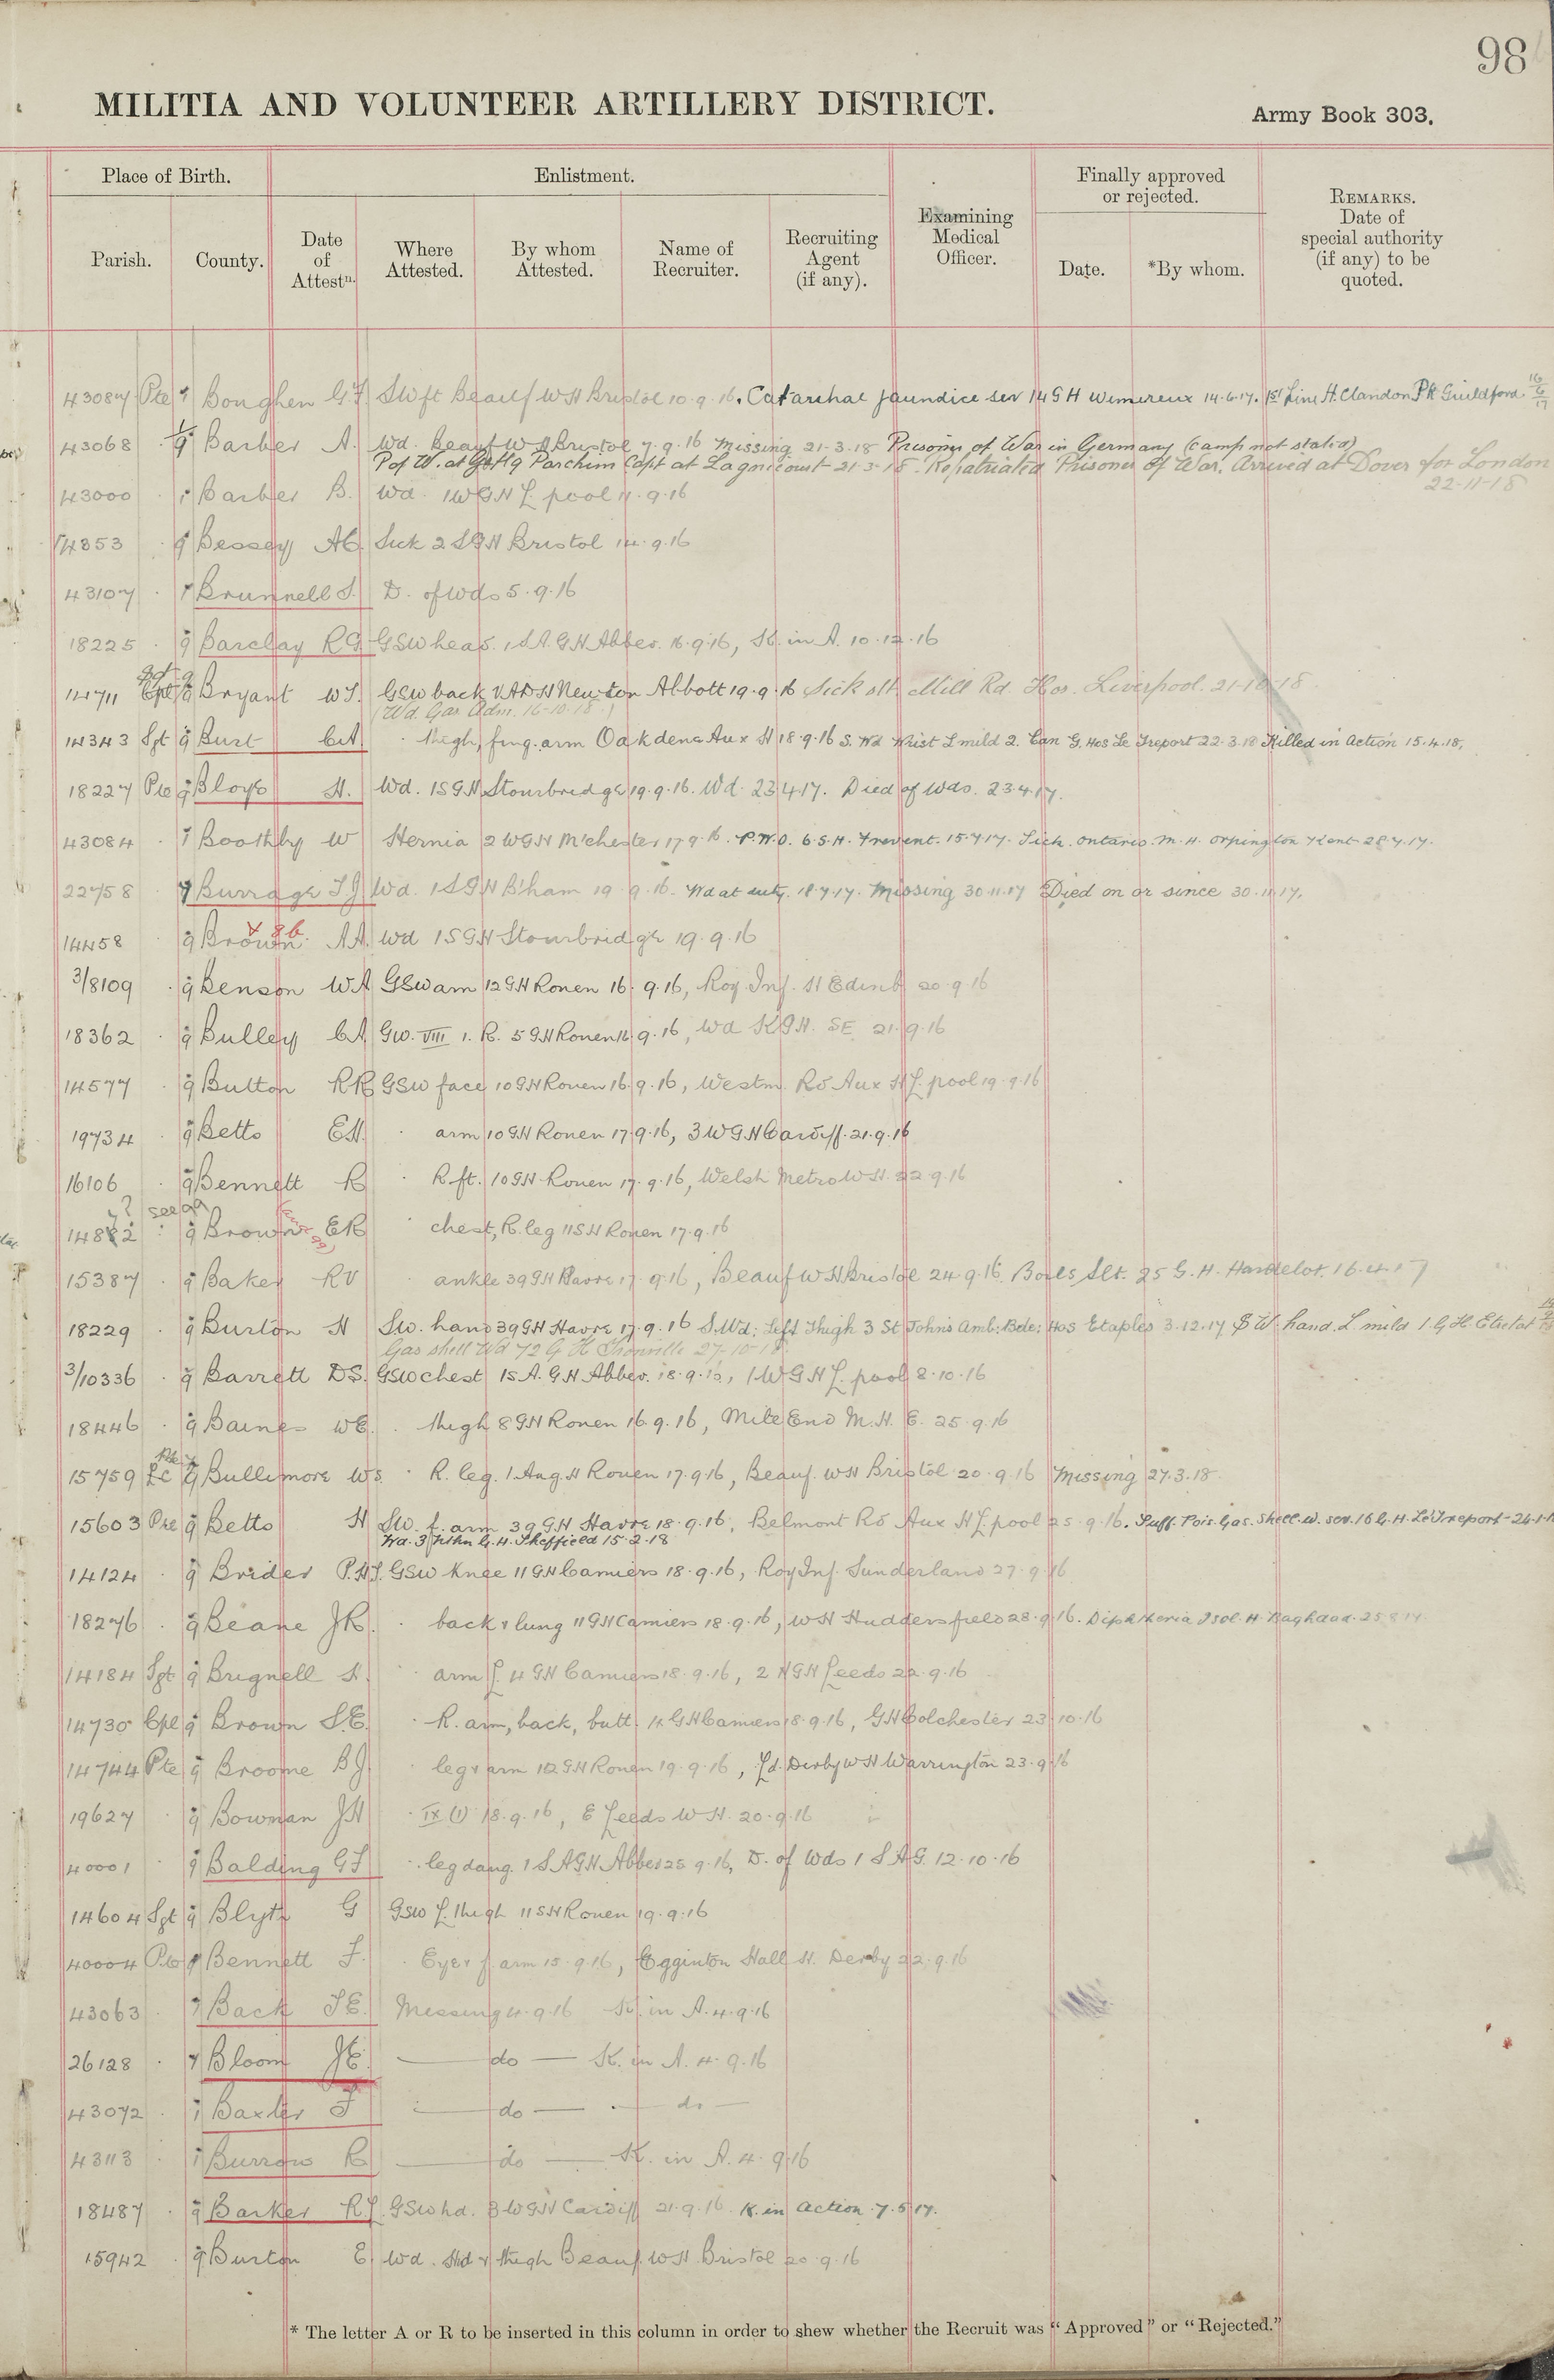 98
MILITIA AND VOLUNTEER ARTILLERY DISTRICT.
Army Book 303.
Place of Birth.
Enlistment.
Finally approved
or rejected.
Parish.
County.
Date
of
Attestn.
Where
Attested.
By whom
Attested.
Name of
Recruiter.
Recruiting
Agent
(if any).
Examining
Medical
Officer.
Date.
*By whom.
REMARKS.
Date of
special authority
(if any) to be
quoted.
43087 Pte 7 Boughen G.F. Beauf W H Bristol 10.9.16. Catarrhal Jaundice sev 14 G H Wimereux 14.6.17. 1st Line H. Clandon Pk Guildford 16/6/17
43068 Barber A. Wd. Beauf W H Bristol 7.9.16 Missing 21-3-18 Prisoner of War in Germany (camp not stated)
P of W. at Parchim Capt at Lagnicourt 21-3-18. Repatriated Prisoner of War. Arrived at Dover for London
22-11-18
43000 Barber B. Wd. 1 W G H L. pool 11.9.16
14853 9 Bessey A C. Sick 2 S G H Bristol 14.9.16
43107 7 Brunnell S. D. of Wds 5.9.16
18225 9 Barclay R G. GSW head. 1 S A. G H Abbev. 16.9.16, K. in A. 10.12.16
14711 Bryant W S. GSW back V A D H Newton Abbott 19.9.16 Sick Mill Rd. Hos. Liverpool. 21-10-18
(Wd. Gas Adm. 16-10-18.)
14343 Sgt 9 Burt C A thigh, fing. arm Oakdene Aux H 18.9.16 S. Wd Wrist L mild 2. Can G. Hos Le Treport 22-3-18 Killed in Action 15.4.18.
18227 Pte 9 Bloys H. Wd. 1 S G H Stourbridge 19.9.16. Wd. 23.4.17. Died of Wds. 23.4.17.
43084 7 Boothby W Hernia 2 W G H M'chester 17.9.16. P.U.O. 6. S. H. Frevent. 15.7.17. Sick. Ontario. M. H. Orpington Kent 28.7.17.
22758 7 Burrage S J Wd. 1 S G H B'ham 19.9.16. Wd at duty. 18.7.17. Missing 30.11.17 Died on or since 30.11.17.
14458 9 Brown. A A. Wd 1 S G H Stourbridge 19.9.16
3/8109 9 Benson W A GSW arm 12 G H Rouen 16.9.16, Roy. Inf. H Edinb 20.9.16
18362 9 Bulley C A Gw. VIII 1. R. 5 G H Rouen 16.9.16, Wd K G H. SE 21.9.16
14577 9 Button R R GSW face 10 G H Rouen 16.9.16, Westm. Rd Aux H L. pool 19.9.16
19734 9 Betts E H. arm 10 G H Rouen 17.9.16, 3 W G H Cardiff. 21.9.16
16106 9 Bennett R R ft. 10 G H Rouen 17.9.16, Welsh Metro W H. 22.9.16
? see 99
9 Brown E R chest, R. leg 11 S H Rouen 17.9.16
15387 9 Baker R V ankle 39 G H Havre 17.9.16, Beauf W H Bristol 24.9.16 Boils Slt. 25 G. H. Hardelot. 16.4.17
18229 9 Burton H Sw. hand 39 G H Havre 17.9.16 S. Wd; Left Thigh 3 St Johns Amb: Bde: Hos Etaples 3.12.17 S W hand. L mild 1 G H Etretat
Gas shell Wd 72 G H Trouville 27-10-18
3/10336 9 Barrett D S. GSW chest 1 S A. G H Abbev. 18.9.16, 1 W G H L. pool 2.10.16
18446 9 Baines W E. thigh 8 G H Rouen 16.9.16, Mile End M. H. E. 25.9.16
15759 LC Pte 9 Bullimore W S. R. leg. 1 Aus. H Rouen 17.9.16, Beauf. W H Bristol 20.9.16 Missing 27.3.18
15603 Pte 9 Betts H Sw. f. arm 39 G H Havre 18.9.16, Belmont Rd Aux H L. pool 25.9.16. Suff. Pois. Gas. Shell. w. sev. 16 G. H. Le Treport 24-1-18
Wd. 3 Nthn G. H. Sheffield 15.2.18
14124 9 Brider P. H J. GSW Knee 11 G H Camiers 18.9.16, Roy Inf. Sunderland 27.9.16
18276 9 Beane J R. back & lung 11 G H Camiers 18.9.16, W H Huddersfield 28.9.16. Diphtheria Isol. H. Baghdad. 25.8.17
14184 Sgt 9 Brignell H. arm L. 4 G H Camiers 18.9.16, 2 N G H Leeds 22.9.16
14730 Cpl 9 Brown S. E. R. arm, back, butt. 4 G H Camiers 18.9.16, G H Colchester 23.10.16
14744 Pte 9 Broome B J. leg & arm 12 G H Rouen 19.9.16, Ld. Derby W H Warrington 23.9.16
19627 9 Bowman J H IX (1) 18.9.16, E Leeds W H. 20.9.16
40001 9 Balding G F leg dang. 1 S A G H Abbev 25.9.16, D. of Wds 1 S A G. 12.10.16
14604 Sgt 9 Blyth G GSW L. thigh 11 S H Rouen 19.9.16
40004 Pte Bennett F. Eye & f. arm 15.9.16, Egginton Hall H. Derby 22.9.16
43063 7 Back S E. Missing 4.9.16 K. in A. 4.9.16
26128 7 Bloom J E. — do — K. in A. 4.9.16
43072 7 Baxter F — do — — do —
43113 7 Burrow R — do — K. in A. 4.9.16
18487 9 Barker R L. GSW hd. 3 W G H Cardiff 21.9.16 K. in Action 7.5.17.
15942 9 Burton E Wd. Hd & thigh Beauf. W H Bristol 20.9.16
* The letter A or R to be inserted in this column in order to shew whether the Recruit was “Approved” or “Rejected.”